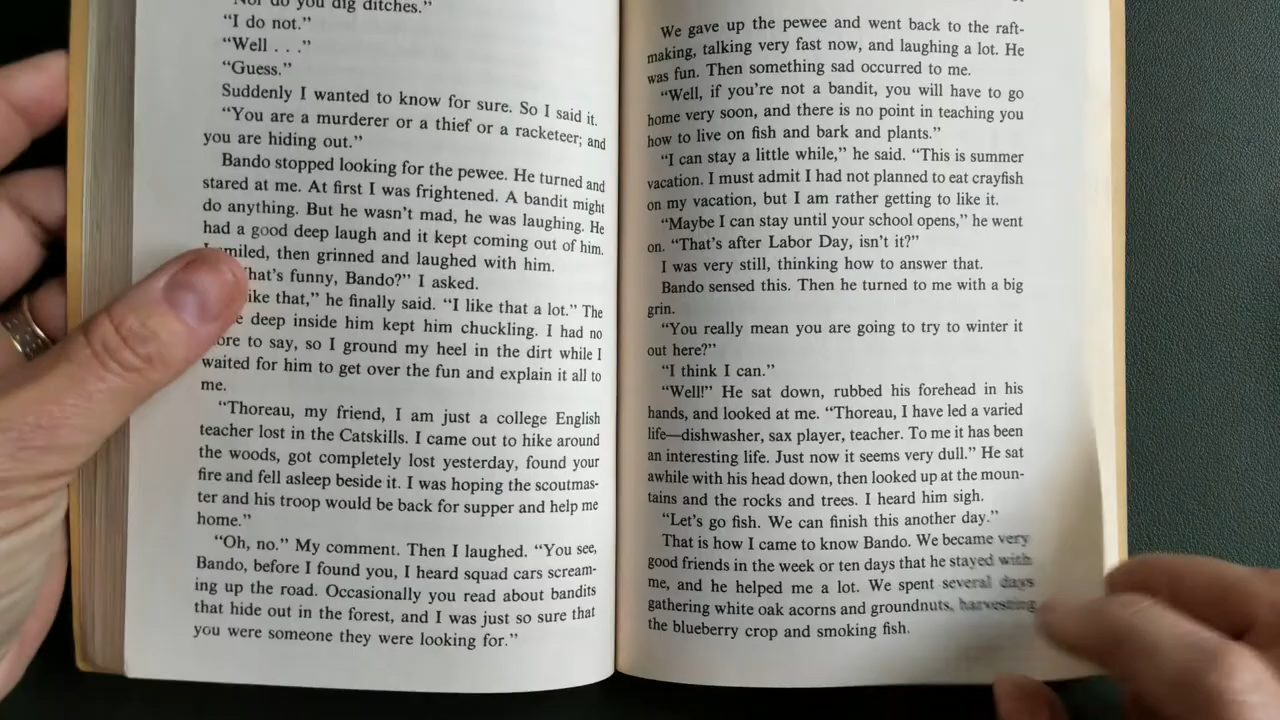 Nor do you dig ditches.”
“I do not.”
“Well . . .”
“Guess.”
Suddenly I wanted to know for sure. So I said it.
“You are a murderer or a thief or a racketeer; and
you are hiding out.”
Bando stopped looking for the pewee. He turned and
stared at me. At first I was frightened. A bandit might
do anything. But he wasn’t mad, he was laughing. He
had a good deep laugh and it kept coming out of him.
I smiled, then grinned and laughed with him.
hat’s funny, Bando?” I asked.
ike that,” he finally said. “I like that a lot.” The
e deep inside him kept him chuckling. I had no
ore to say, so I ground my heel in the dirt while I
waited for him to get over the fun and explain it all to
me.
“Thoreau, my friend, I am just a college English
teacher lost in the Catskills. I came out to hike around
the woods, got completely lost yesterday, found your
fire and fell asleep beside it. I was hoping the scoutmas-
ter and his troop would be back for supper and help me
home.”
“Oh, no.” My comment. Then I laughed. “You see,
Bando, before I found you, I heard squad cars scream-
ing up the road. Occasionally you read about bandits
that hide out in the forest, and I was just so sure that
you were someone they were looking for.”
We gave up the pewee and went back to the raft-
making, talking very fast now, and laughing a lot. He
was fun. Then something sad occurred to me.
“Well, if you’re not a bandit, you will have to go
home very soon, and there is no point in teaching you
how to live on fish and bark and plants.”
“I can stay a little while,” he said. “This is summer
vacation. I must admit I had not planned to eat crayfish
on my vacation, but I am rather getting to like it.
“Maybe I can stay until your school opens,” he went
on. “That’s after Labor Day, isn’t it?”
I was very still, thinking how to answer that.
Bando sensed this. Then he turned to me with a big
grin.
“You really mean you are going to try to winter it
out here?”
“I think I can.”
“Well!” He sat down, rubbed his forehead in his
hands, and looked at me. “Thoreau, I have led a varied
life—dishwasher, sax player, teacher. To me it has been
an interesting life. Just now it seems very dull.” He sat
awhile with his head down, then looked up at the moun-
tains and the rocks and trees. I heard him sigh.
“Let’s go fish. We can finish this another day.”
That is how I came to know Bando. We became very
good friends in the week or ten days that he stayed with
me, and he helped me a lot. We spent several days
gathering white oak acorns and groundnuts, harvesting
the blueberry crop and smoking fish.